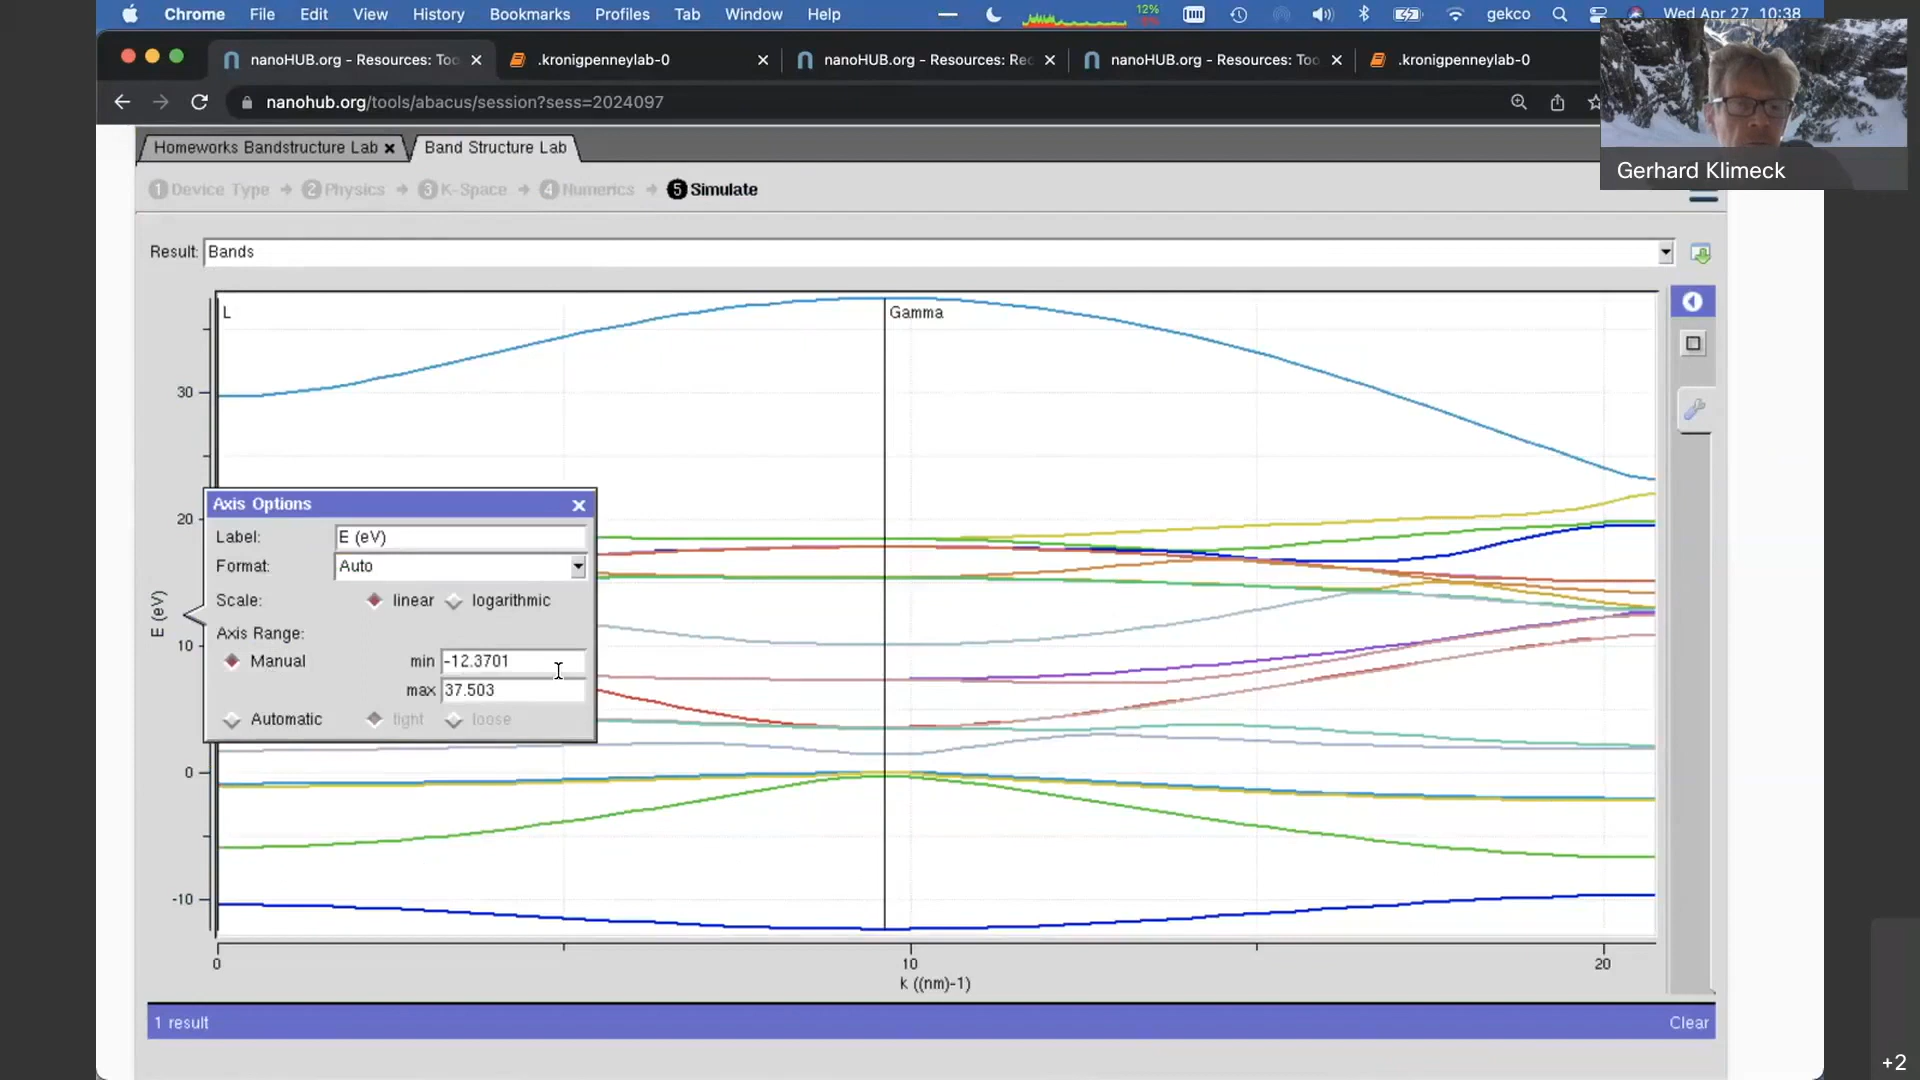 Chrome File Edit View History Bookmarks Profiles Tab Window Help 12% gekco Wed Apr 27, 10:38
nanoHUB.org - Resources: Too
.kronigpenneylab-0
nanoHUB.org - Resources: Rec
nanoHUB.org - Resources: Too
.kronigpenneylab-0
nanohub.org/tools/abacus/session?sess=2024097
Gerhard Klimeck
Homeworks Bandstructure Lab
Band Structure Lab
1 Device Type → 2 Physics → 3 K-Space → 4 Numerics → 5 Simulate
Result: Bands
L
Gamma
30
20
10
0
-10
E (eV)
Axis Options
Label: E (eV)
Format: Auto
Scale: linear logarithmic
Axis Range:
Manual min -12.3701
max 37.503
Automatic tight loose
0 10 20
k ((nm)-1)
1 result Clear
+2